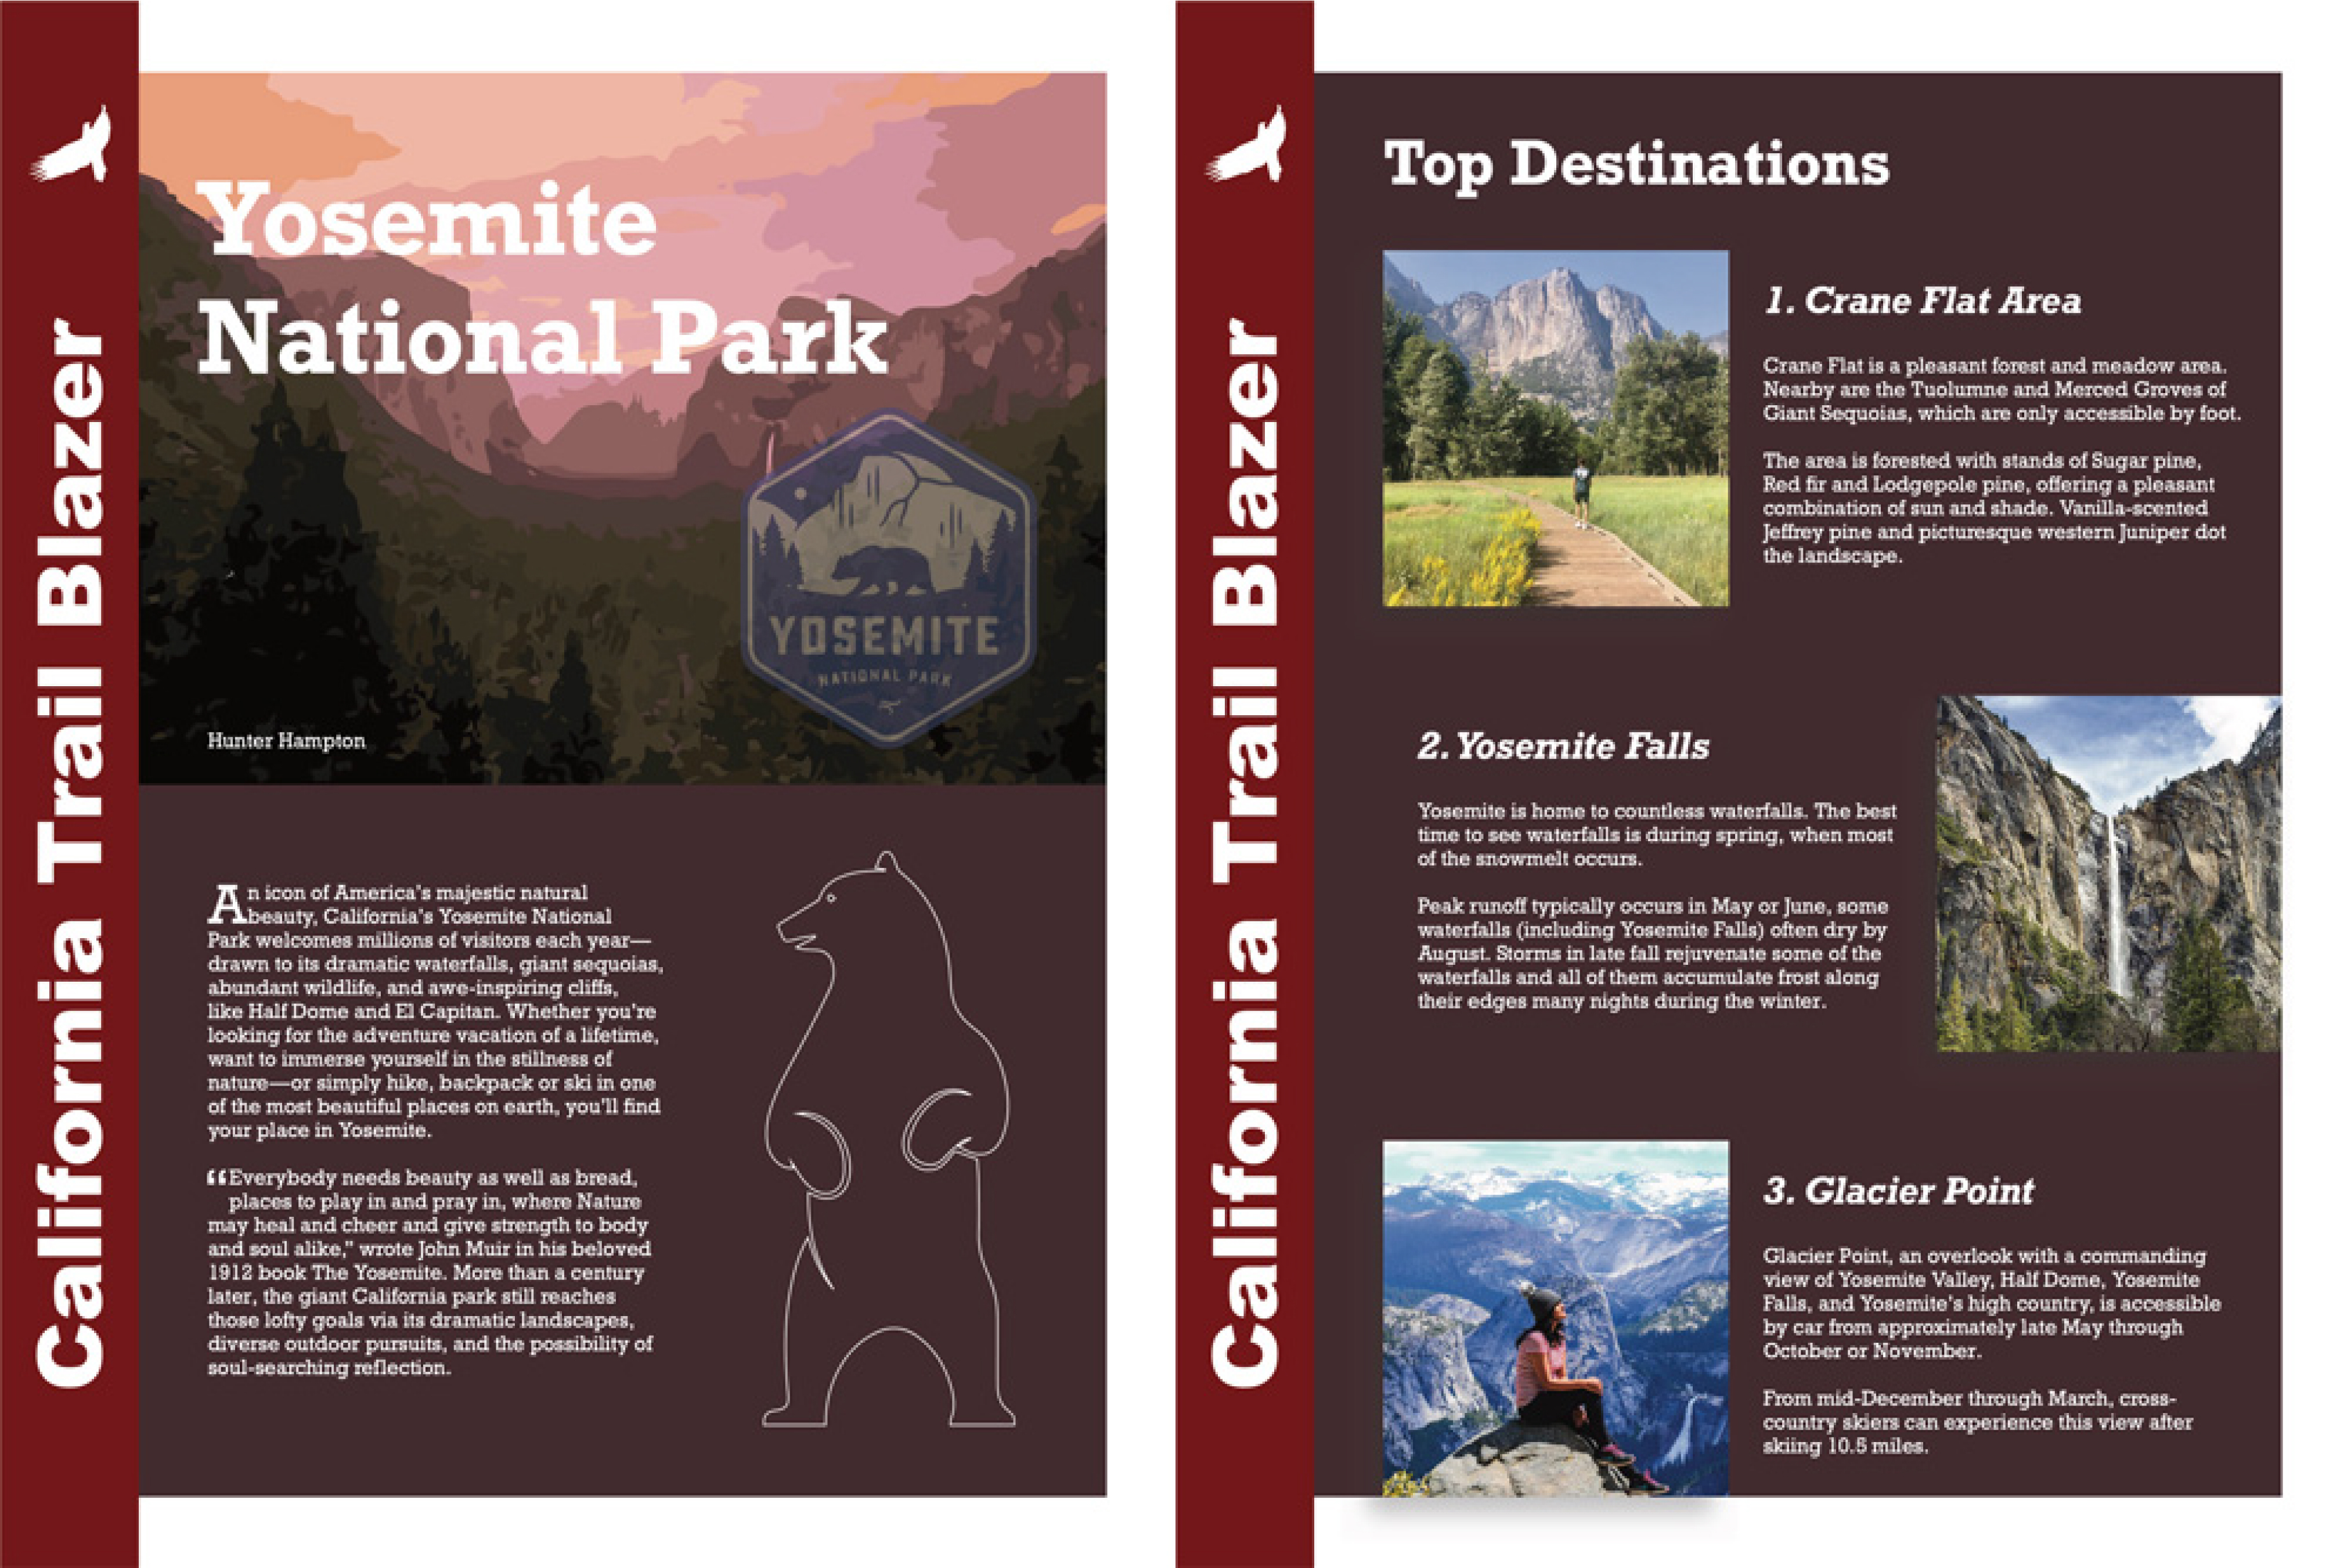 California Trail Blazer
Yosemite
National Park
YOSEMITE
NATIONAL PARK
Hunter Hampton
An icon of America's majestic natural
beauty, California's Yosemite National
Park welcomes millions of visitors each year—
drawn to its dramatic waterfalls, giant sequoias,
abundant wildlife, and awe-inspiring cliffs,
like Half Dome and El Capitan. Whether you're
looking for the adventure vacation of a lifetime,
want to immerse yourself in the stillness of
nature—or simply hike, backpack or ski in one
of the most beautiful places on earth, you'll find
your place in Yosemite.
“Everybody needs beauty as well as bread,
places to play in and pray in, where Nature
may heal and cheer and give strength to body
and soul alike,” wrote John Muir in his beloved
1912 book The Yosemite. More than a century
later, the giant California park still reaches
those lofty goals via its dramatic landscapes,
diverse outdoor pursuits, and the possibility of
soul-searching reflection.
California Trail Blazer
Top Destinations
1. Crane Flat Area
Crane Flat is a pleasant forest and meadow area.
Nearby are the Tuolumne and Merced Groves of
Giant Sequoias, which are only accessible by foot.
The area is forested with stands of Sugar pine,
Red fir and Lodgepole pine, offering a pleasant
combination of sun and shade. Vanilla-scented
Jeffrey pine and picturesque western Juniper dot
the landscape.
2. Yosemite Falls
Yosemite is home to countless waterfalls. The best
time to see waterfalls is during spring, when most
of the snowmelt occurs.
Peak runoff typically occurs in May or June, some
waterfalls (including Yosemite Falls) often dry by
August. Storms in late fall rejuvenate some of the
waterfalls and all of them accumulate frost along
their edges many nights during the winter.
3. Glacier Point
Glacier Point, an overlook with a commanding
view of Yosemite Valley, Half Dome, Yosemite
Falls, and Yosemite's high country, is accessible
by car from approximately late May through
October or November.
From mid-December through March, cross-
country skiers can experience this view after
skiing 10.5 miles.